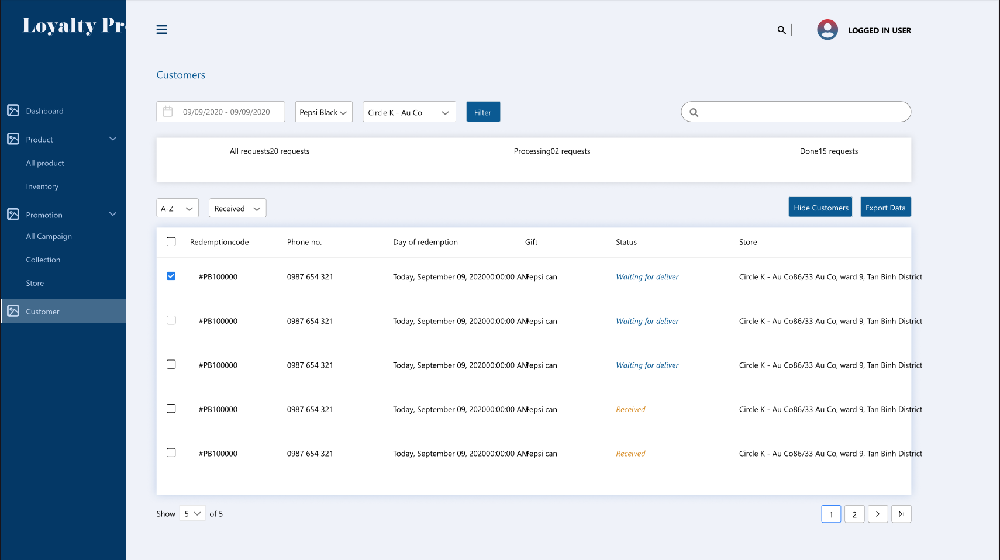 Loyalty Pro
LOGGED IN USER
Dashboard
Product
All product
Inventory
Promotion
All Campaign
Collection
Store
Customer
Customers
09/09/2020 - 09/09/2020
Pepsi Black
Circle K - Au Co
Filter
All requests20 requests
Processing02 requests
Done15 requests
A-Z
Received
Hide Customers
Export Data
Redemptioncode Phone no. Day of redemption Gift Status Store
#PB100000 0987 654 321 Today, September 09, 202000:00:00 AM Pepsi can Waiting for deliver Circle K - Au Co86/33 Au Co, ward 9, Tan Binh District
#PB100000 0987 654 321 Today, September 09, 202000:00:00 AM Pepsi can Waiting for deliver Circle K - Au Co86/33 Au Co, ward 9, Tan Binh District
#PB100000 0987 654 321 Today, September 09, 202000:00:00 AM Pepsi can Waiting for deliver Circle K - Au Co86/33 Au Co, ward 9, Tan Binh District
#PB100000 0987 654 321 Today, September 09, 202000:00:00 AM Pepsi can Received Circle K - Au Co86/33 Au Co, ward 9, Tan Binh District
#PB100000 0987 654 321 Today, September 09, 202000:00:00 AM Pepsi can Received Circle K - Au Co86/33 Au Co, ward 9, Tan Binh District
Show 5 of 5
1 2